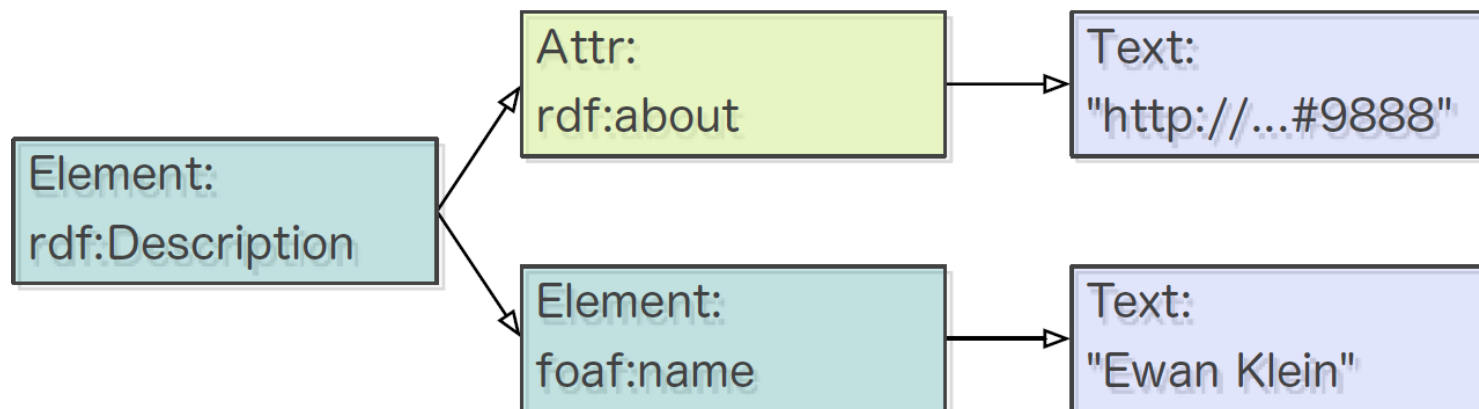 Element:
rdf:Description
Attr:
rdf:about
Text:
"http://...#9888"
Element:
foaf:name
Text:
"Ewan Klein"